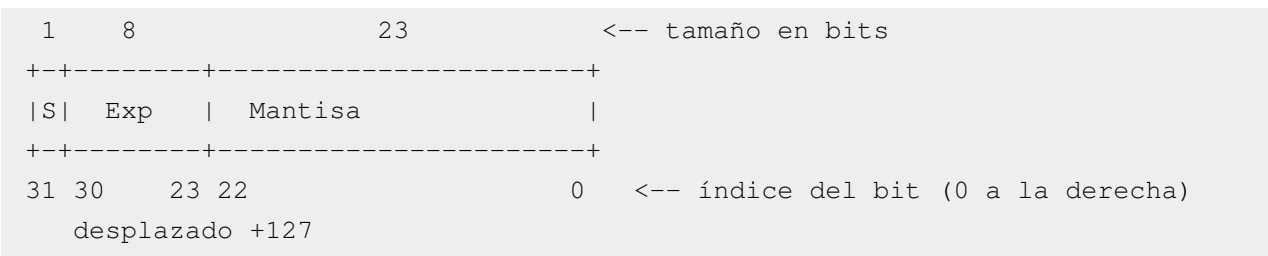 1    8               23             <-- tamaño en bits
+-+--------+-----------------------+
|S|  Exp   |  Mantisa              |
+-+--------+-----------------------+
31 30    23 22                    0   <-- índice del bit (0 a la derecha)
   desplazado +127